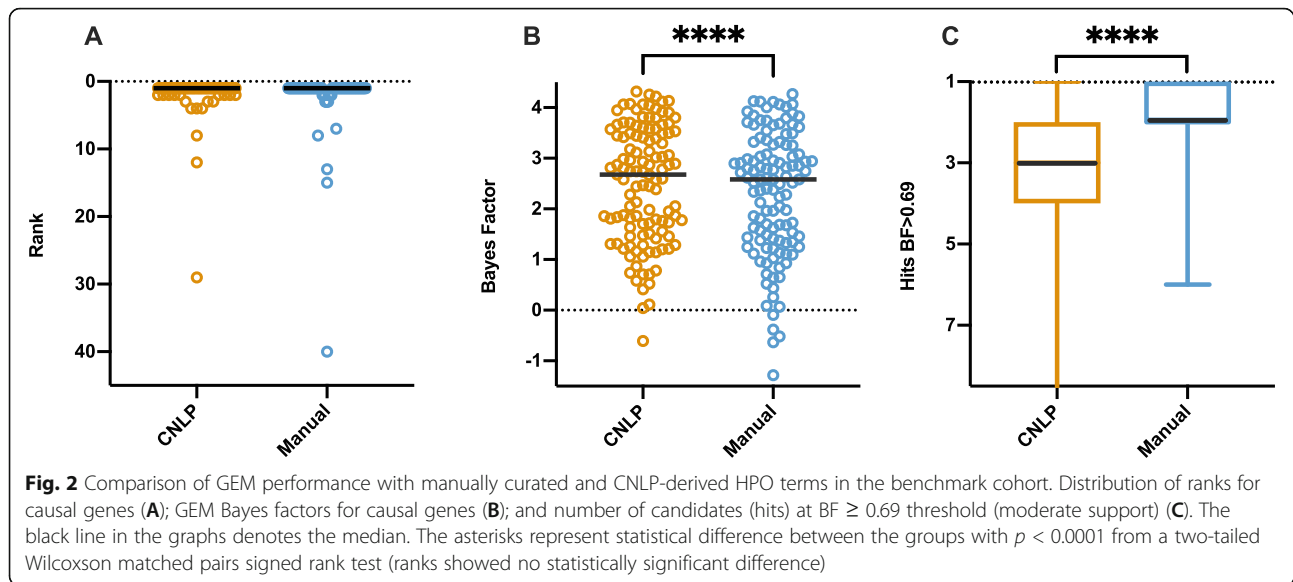 A
0
10
20
30
40
Rank
CNLP
Manual
B
****
4
3
2
1
0
-1
Bayes Factor
CNLP
Manual
C
****
1
3
5
7
Hits BF>0.69
CNLP
Manual
Fig. 2 Comparison of GEM performance with manually curated and CNLP-derived HPO terms in the benchmark cohort. Distribution of ranks for
causal genes (A); GEM Bayes factors for causal genes (B); and number of candidates (hits) at BF ≥ 0.69 threshold (moderate support) (C). The
black line in the graphs denotes the median. The asterisks represent statistical difference between the groups with p < 0.0001 from a two-tailed
Wilcoxson matched pairs signed rank test (ranks showed no statistically significant difference)